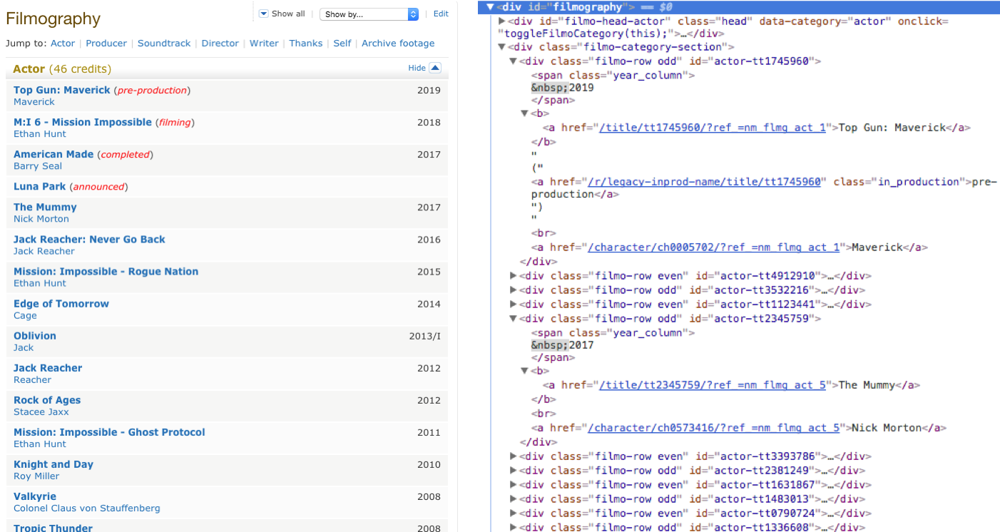 Filmography
Show all | Show by... | Edit
Jump to: Actor | Producer | Soundtrack | Director | Writer | Thanks | Self | Archive footage
Actor (46 credits) Hide
Top Gun: Maverick (pre-production) 2019
Maverick
M:I 6 - Mission Impossible (filming) 2018
Ethan Hunt
American Made (completed) 2017
Barry Seal
Luna Park (announced)
The Mummy 2017
Nick Morton
Jack Reacher: Never Go Back 2016
Jack Reacher
Mission: Impossible - Rogue Nation 2015
Ethan Hunt
Edge of Tomorrow 2014
Cage
Oblivion 2013/I
Jack
Jack Reacher 2012
Reacher
Rock of Ages 2012
Stacee Jaxx
Mission: Impossible - Ghost Protocol 2011
Ethan Hunt
Knight and Day 2010
Roy Miller
Valkyrie 2008
Colonel Claus von Stauffenberg
Tropic Thunder 2008
▼<div id="filmography"> == $0
▶<div id="filmo-head-actor" class="head" data-category="actor" onclick=
"toggleFilmoCategory(this);">…</div>
▼<div class="filmo-category-section">
▼<div class="filmo-row odd" id="actor-tt1745960">
<span class="year_column">
&nbsp;2019
</span>
▼<b>
<a href="/title/tt1745960/?ref_=nm_flmg_act_1">Top Gun: Maverick</a>
</b>
"
("
<a href="/r/legacy-inprod-name/title/tt1745960" class="in_production">pre-
production</a>
")
"
<br>
<a href="/character/ch0005702/?ref_=nm_flmg_act_1">Maverick</a>
</div>
▶<div class="filmo-row even" id="actor-tt4912910">…</div>
▶<div class="filmo-row odd" id="actor-tt3532216">…</div>
▶<div class="filmo-row even" id="actor-tt1123441">…</div>
▼<div class="filmo-row odd" id="actor-tt2345759">
<span class="year_column">
&nbsp;2017
</span>
▼<b>
<a href="/title/tt2345759/?ref_=nm_flmg_act_5">The Mummy</a>
</b>
<br>
<a href="/character/ch0573416/?ref_=nm_flmg_act_5">Nick Morton</a>
</div>
▶<div class="filmo-row even" id="actor-tt3393786">…</div>
▶<div class="filmo-row odd" id="actor-tt2381249">…</div>
▶<div class="filmo-row even" id="actor-tt1631867">…</div>
▶<div class="filmo-row odd" id="actor-tt1483013">…</div>
▶<div class="filmo-row even" id="actor-tt0790724">…</div>
▶<div class="filmo-row odd" id="actor-tt1336608">…</div>